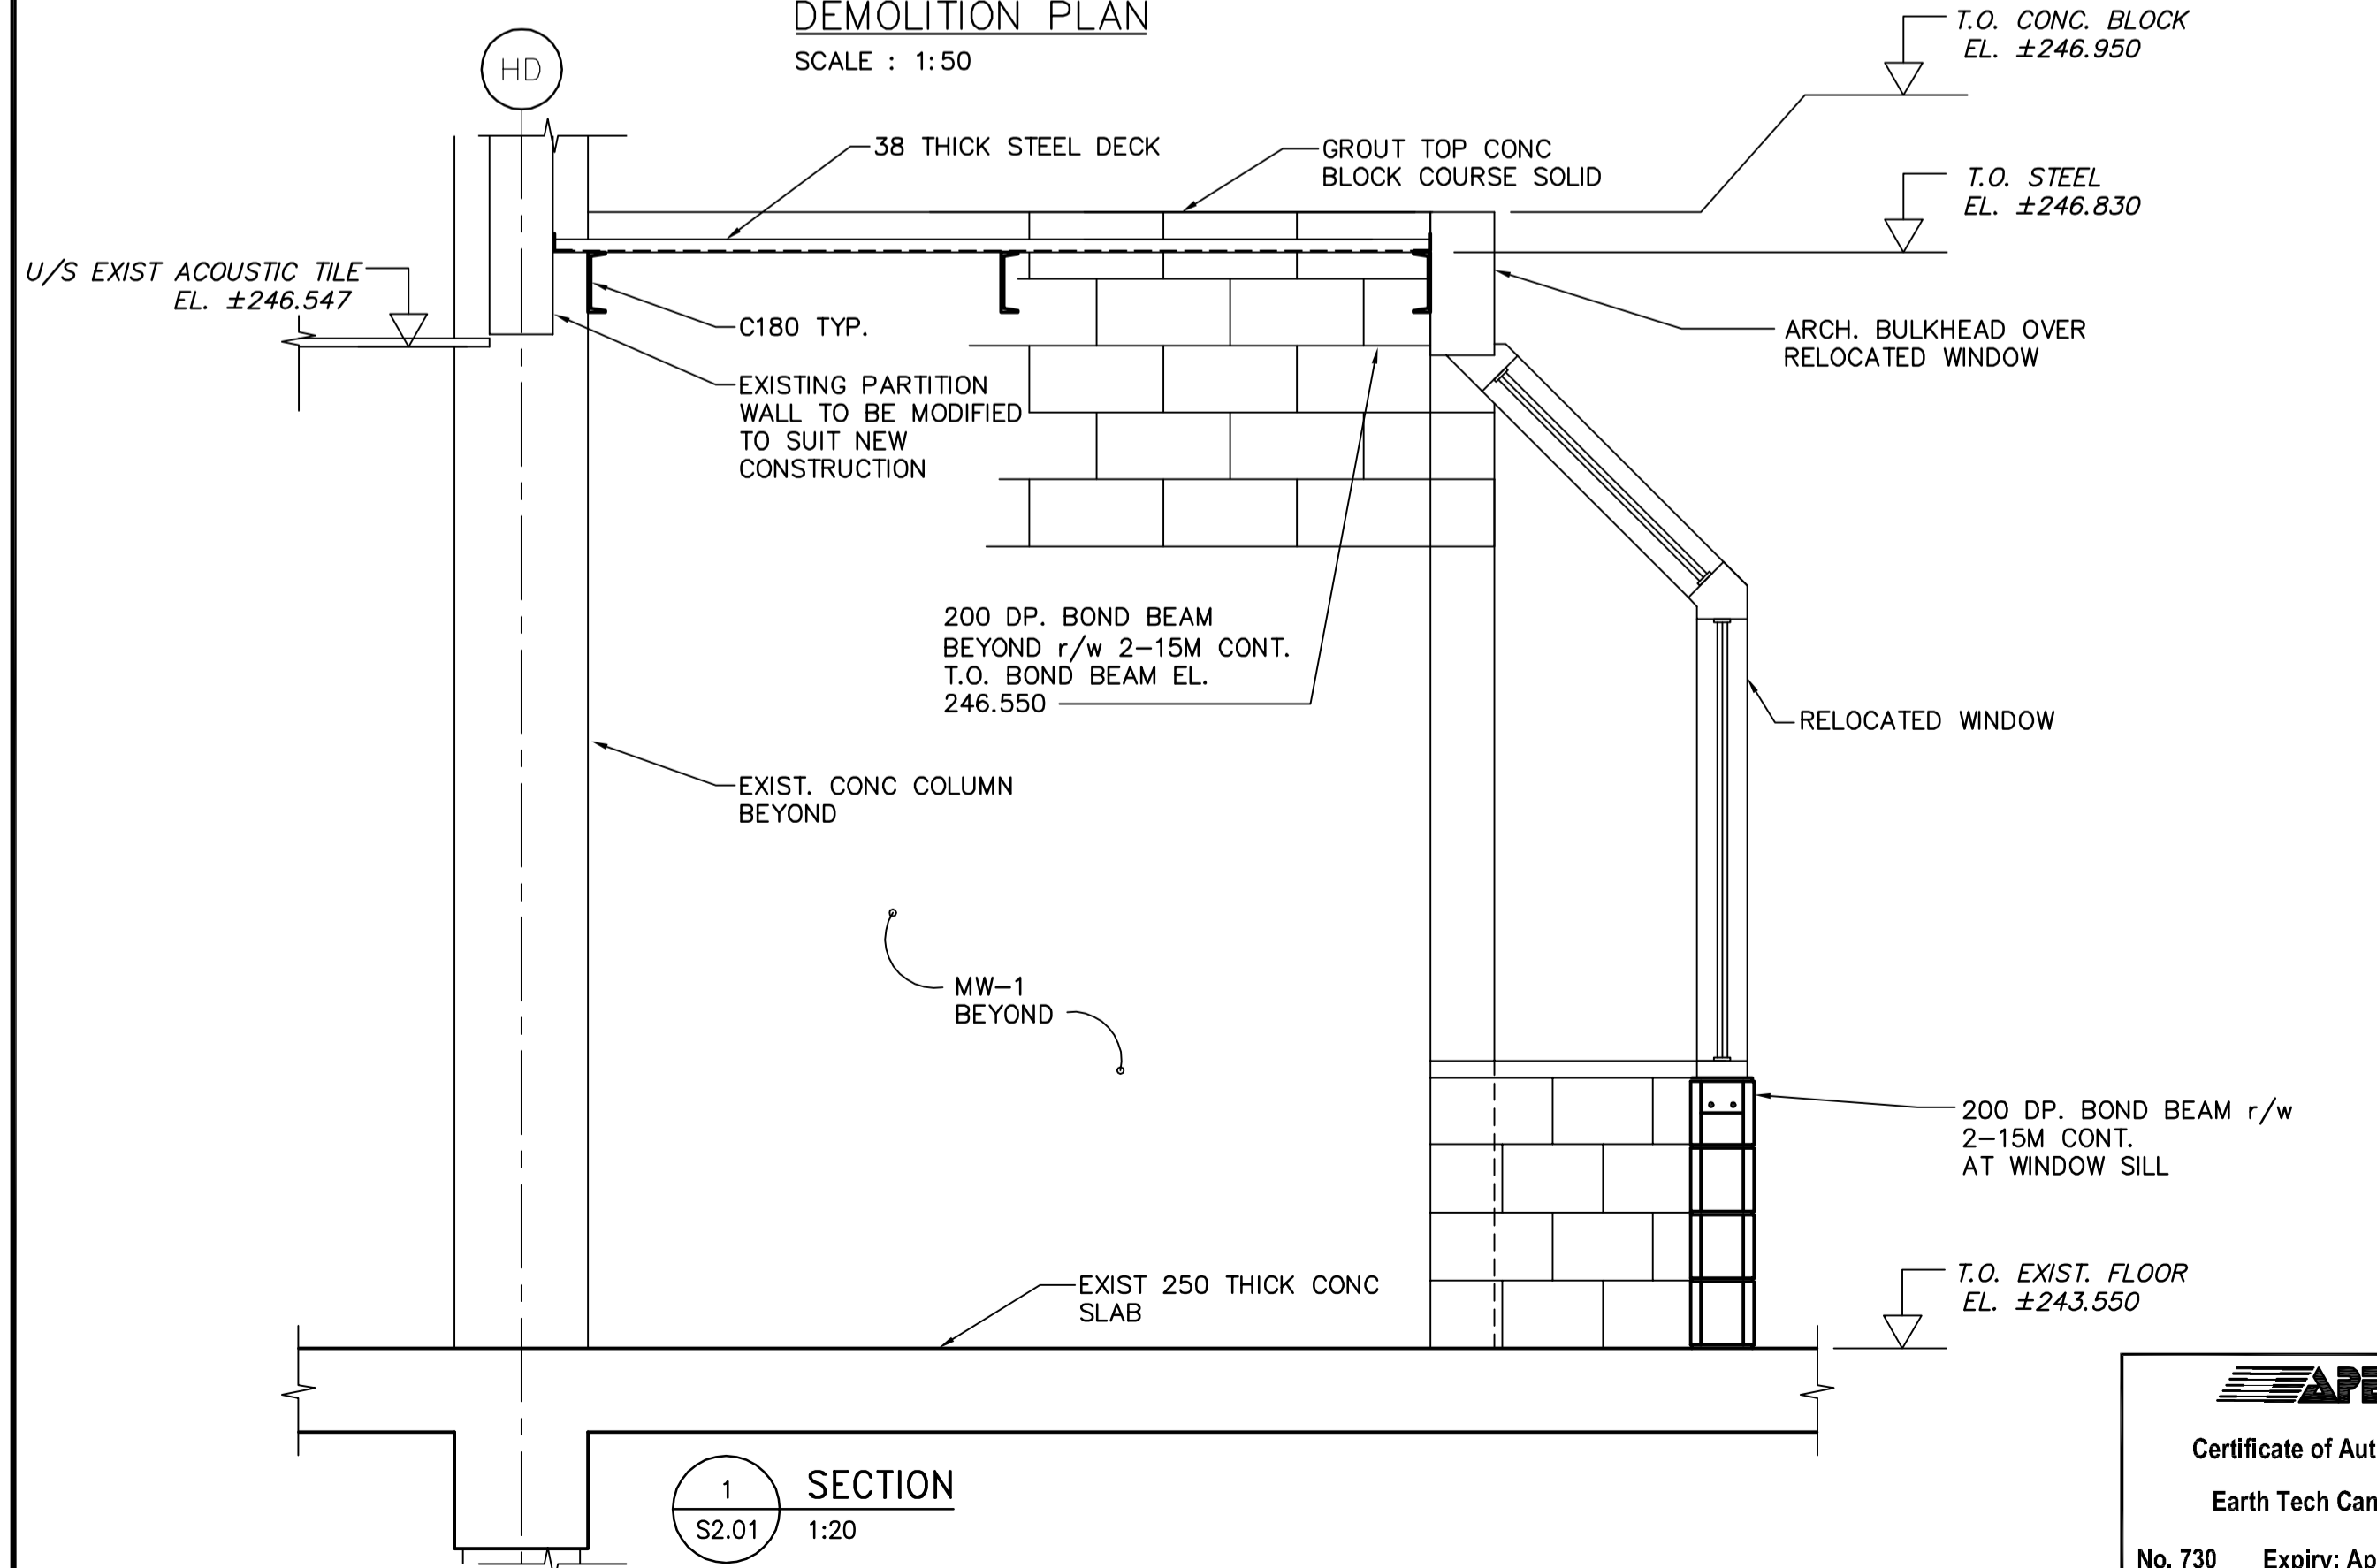 DEMOLITION PLAN
SCALE : 1:50
HD
T.O. CONC. BLOCK
EL. ±246.950
38 THICK STEEL DECK
GROUT TOP CONC
BLOCK COURSE SOLID
T.O. STEEL
EL. ±246.830
U/S EXIST ACOUSTIC TILE
EL. ±246.547
C180 TYP.
ARCH. BULKHEAD OVER
RELOCATED WINDOW
EXISTING PARTITION
WALL TO BE MODIFIED
TO SUIT NEW
CONSTRUCTION
200 DP. BOND BEAM
BEYOND r/w 2-15M CONT.
T.O. BOND BEAM EL.
246.550
RELOCATED WINDOW
EXIST. CONC COLUMN
BEYOND
MW-1
BEYOND
200 DP. BOND BEAM r/w
2-15M CONT.
AT WINDOW SILL
EXIST 250 THICK CONC
SLAB
T.O. EXIST. FLOOR
EL. ±243.550
1
S2.01
SECTION
1:20
Certificate of
Earth Tech
No. 730 Expiry: